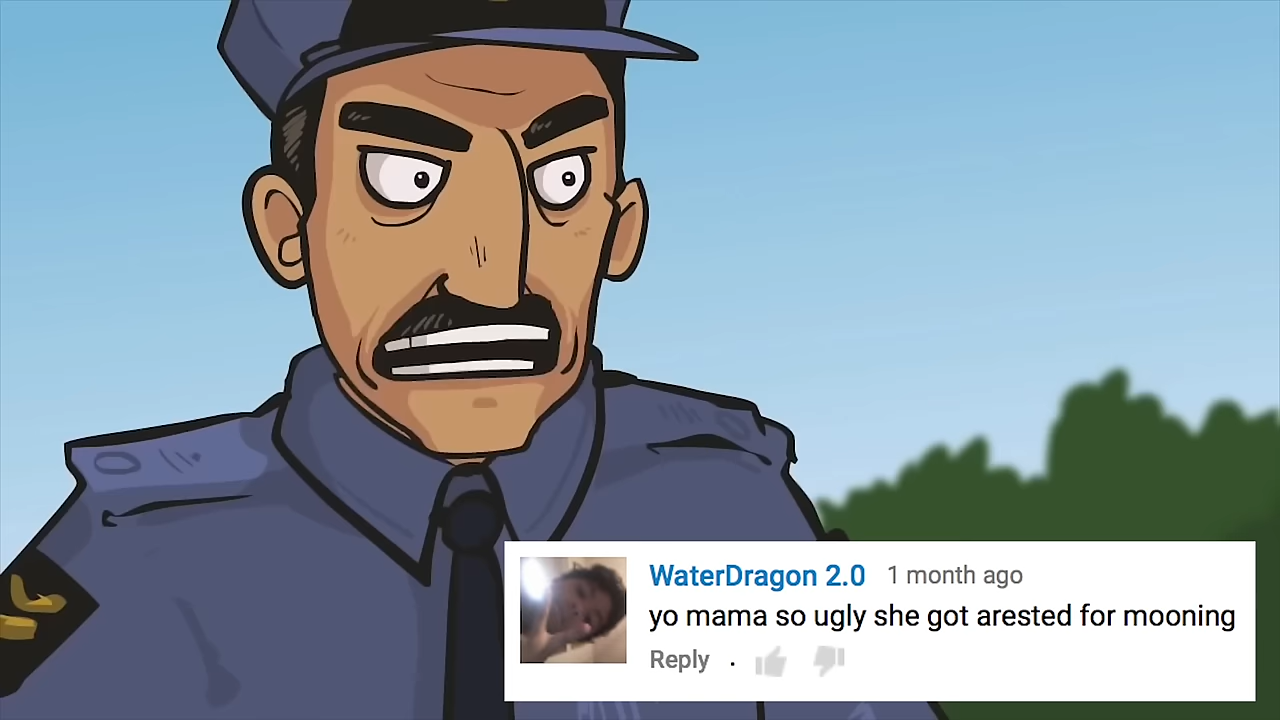 WaterDragon 2.0 1 month ago
yo mama so ugly she got arested for mooning
Reply .